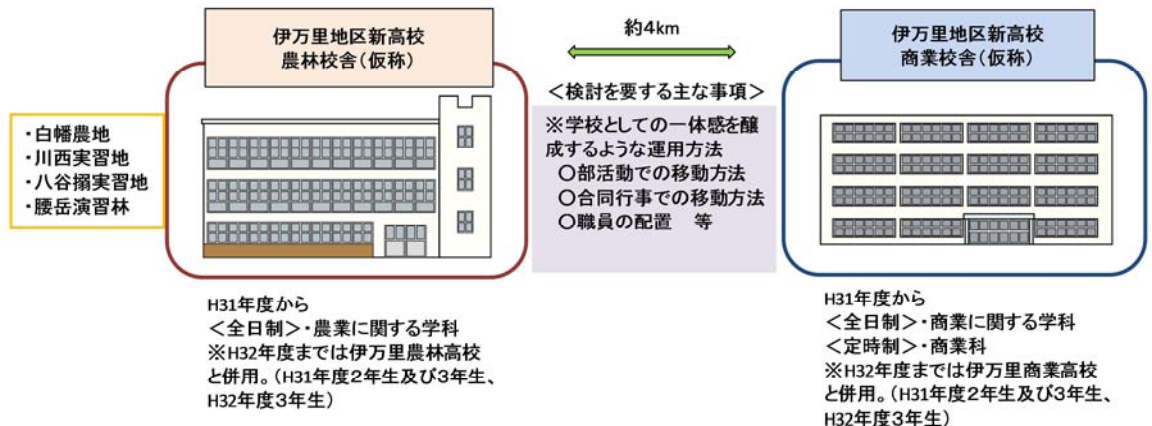 伊万里地区新高校
農林校舎(仮称)
・白幡農地
・川西実習地
・八谷搦実習地
・腰岳演習林
約4km
<検討を要する主な事項>
※学校としての一体感を醸
成するような運用方法
○部活動での移動方法
○合同行事での移動方法
○職員の配置 等
伊万里地区新高校
商業校舎(仮称)
H31年度から
<全日制>・農業に関する学科
※H32年度までは伊万里農林高校
と併用。(H31年度2年生及び3年生、
H32年度3年生)
H31年度から
<全日制>・商業に関する学科
<定時制>・商業科
※H32年度までは伊万里商業高校
と併用。(H31年度2年生及び3年生、
H32年度3年生)